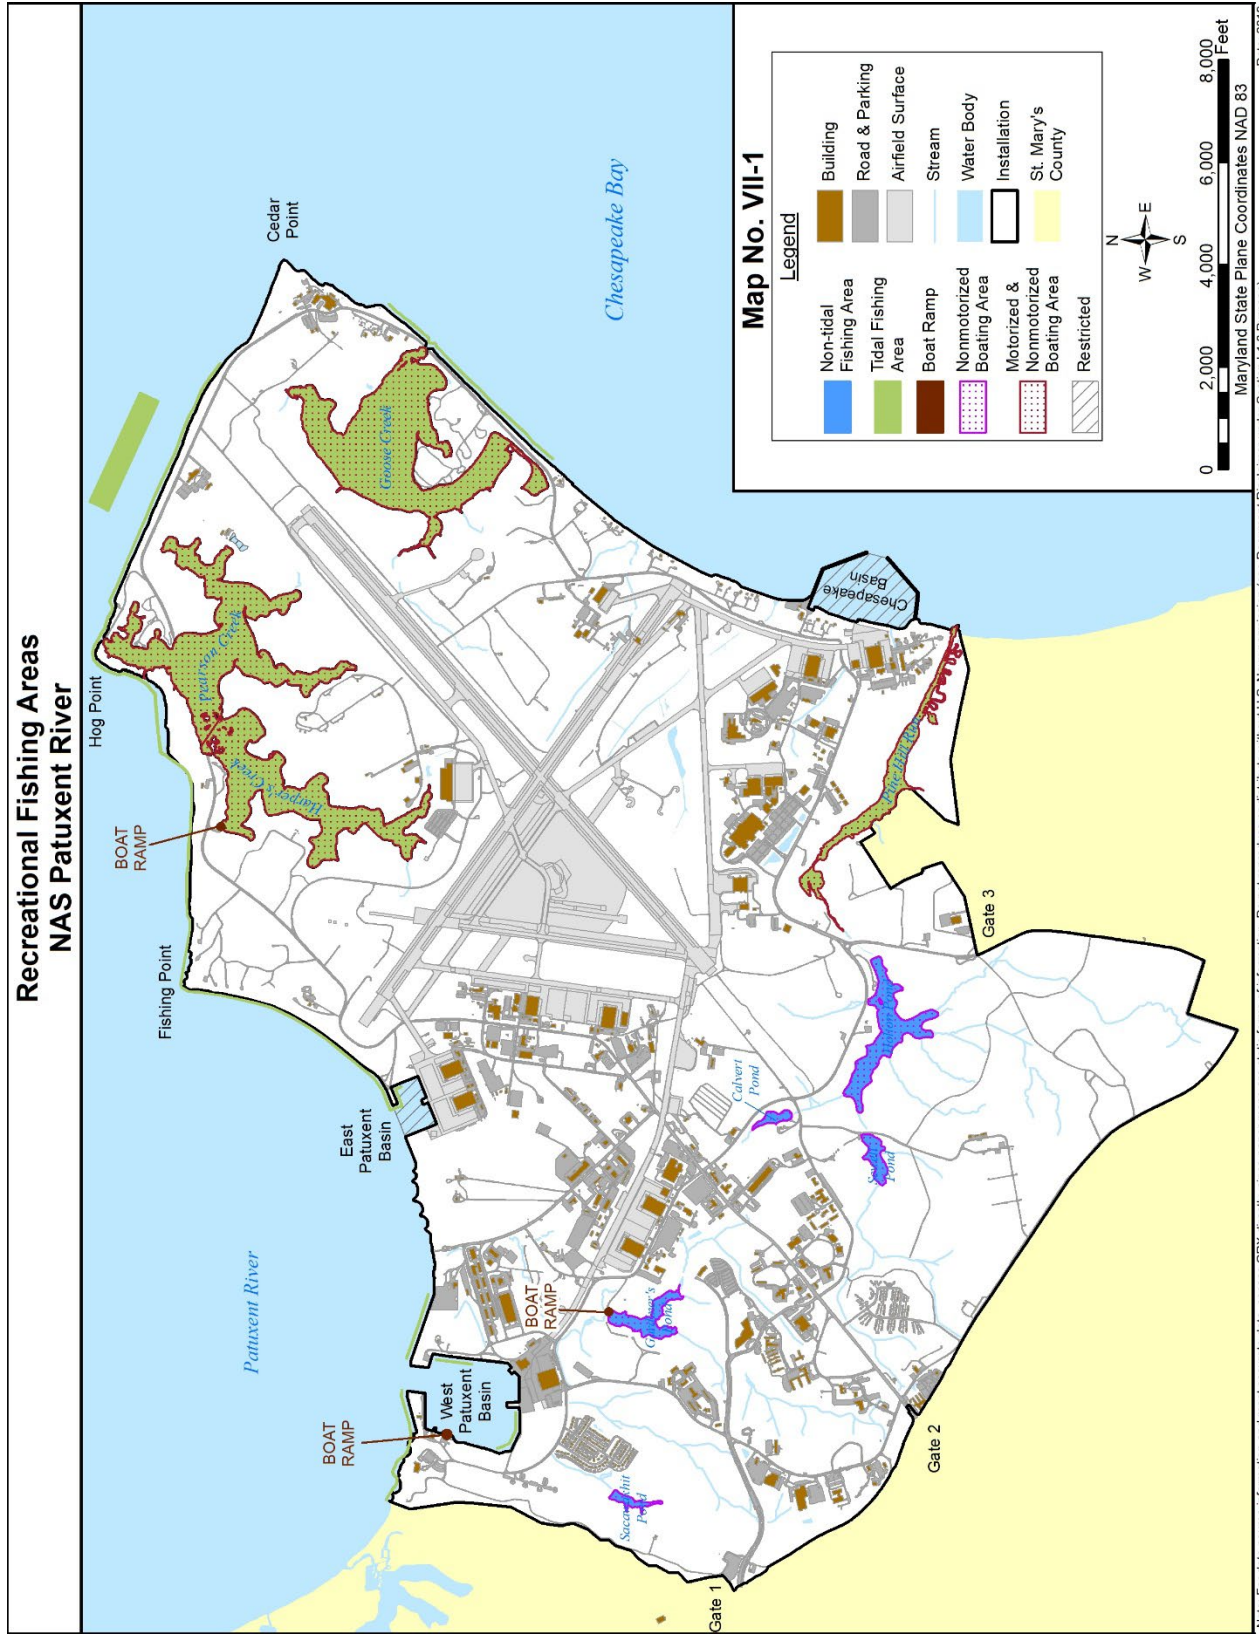 Recreational Fishing Areas
NAS Patuxent River
Hog Point
Cedar
Point
BOAT
RAMP
Fishing Point
Pearson Creek
Harper's Creek
Goose Creek
Chesapeake Bay
Patuxent River
East
Patuxent
Basin
BOAT
RAMP
West
Patuxent
Basin
BOAT
RAMP
Calvert
Pond
Pond
Pond
Pond
Chesapeake
Basin
Pine Hill Run
Gate 1
Gate 2
Gate 3
Map No. VII-1
Legend
Non-tidal
Fishing Area
Tidal Fishing
Area
Boat Ramp
Nonmotorized
Boating Area
Motorized &
Nonmotorized
Boating Area
Restricted
Building
Road & Parking
Airfield Surface
Stream
Water Body
Installation
St. Mary's
County
N
W
E
S
0
2,000
4,000
6,000
8,000
Feet
Maryland State Plane Coordinates NAD 83